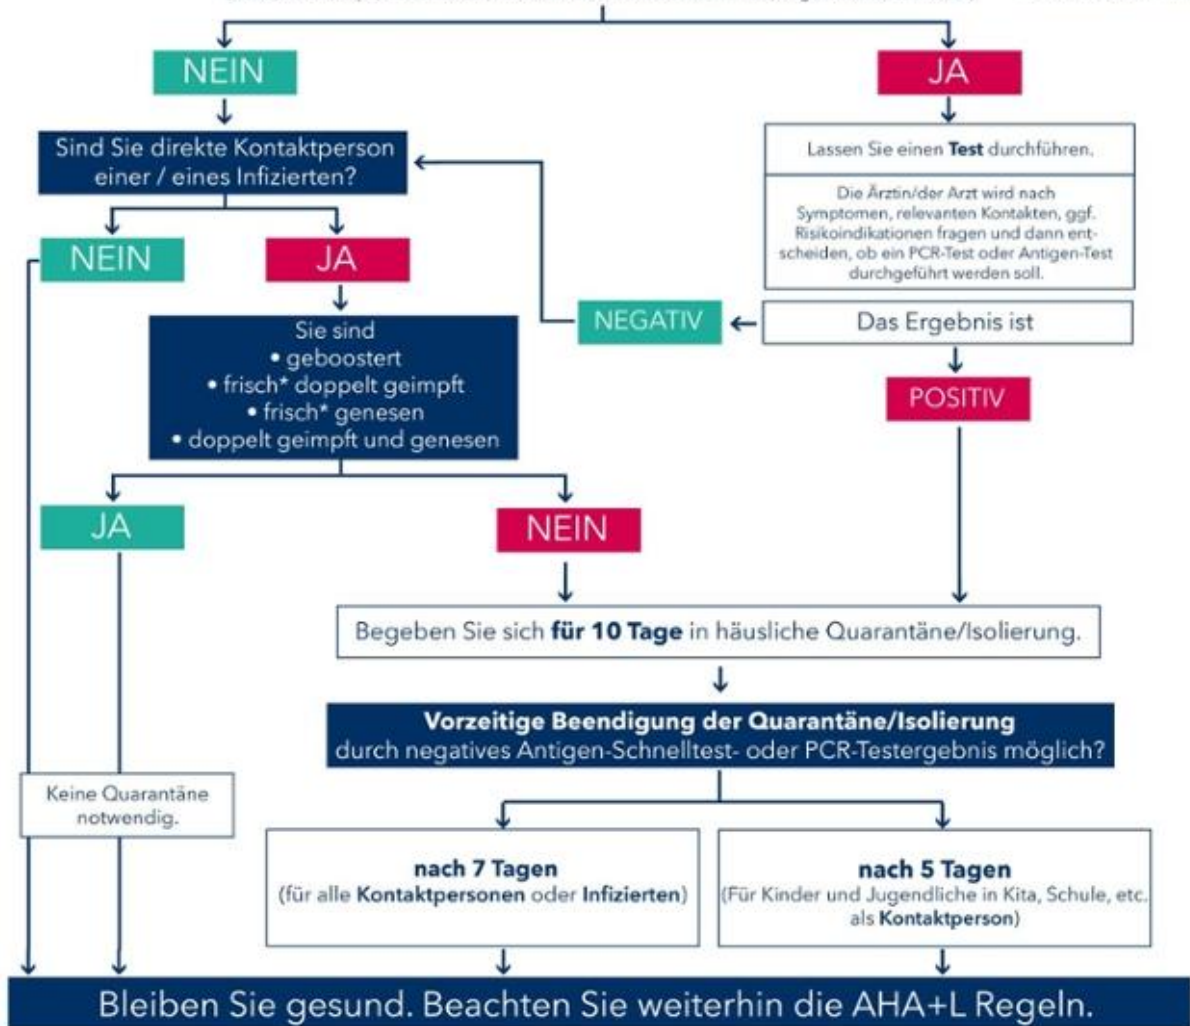 NEIN
JA
Sind Sie direkte Kontaktperson
einer / eines Infizierten?
Lassen Sie einen Test durchführen.
Die Ärztin/der Arzt wird nach
Symptomen, relevanten Kontakten, ggf.
Risikoindikationen fragen und dann ent-
scheiden, ob ein PCR-Test oder Antigen-Test
durchgeführt werden soll.
NEIN
JA
NEGATIV
Das Ergebnis ist
Sie sind
• geboostert
• frisch* doppelt geimpft
• frisch* genesen
• doppelt geimpft und genesen
POSITIV
JA
NEIN
Begeben Sie sich für 10 Tage in häusliche Quarantäne/Isolierung.
Vorzeitige Beendigung der Quarantäne/Isolierung
durch negatives Antigen-Schnelltest- oder PCR-Testergebnis möglich?
Keine Quarantäne
notwendig.
nach 7 Tagen
(für alle Kontaktpersonen oder Infizierten)
nach 5 Tagen
(Für Kinder und Jugendliche in Kita, Schule, etc.
als Kontaktperson)
Bleiben Sie gesund. Beachten Sie weiterhin die AHA+L Regeln.